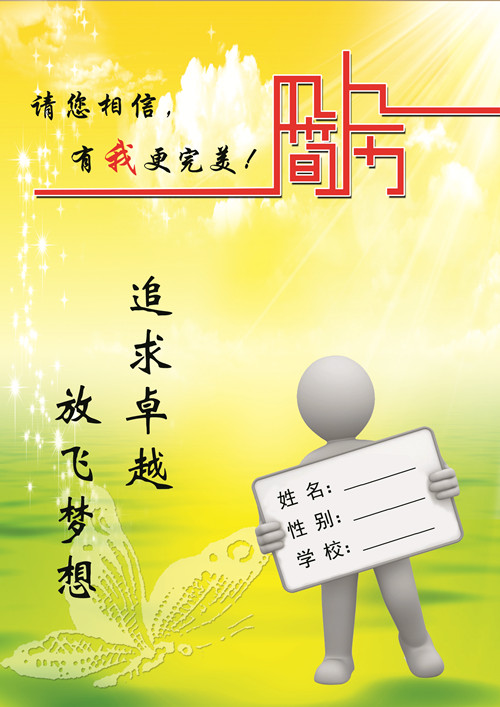 请您相信，
有我更完美！
简历
追求卓越
放飞梦想
姓名：
性别：
学校：